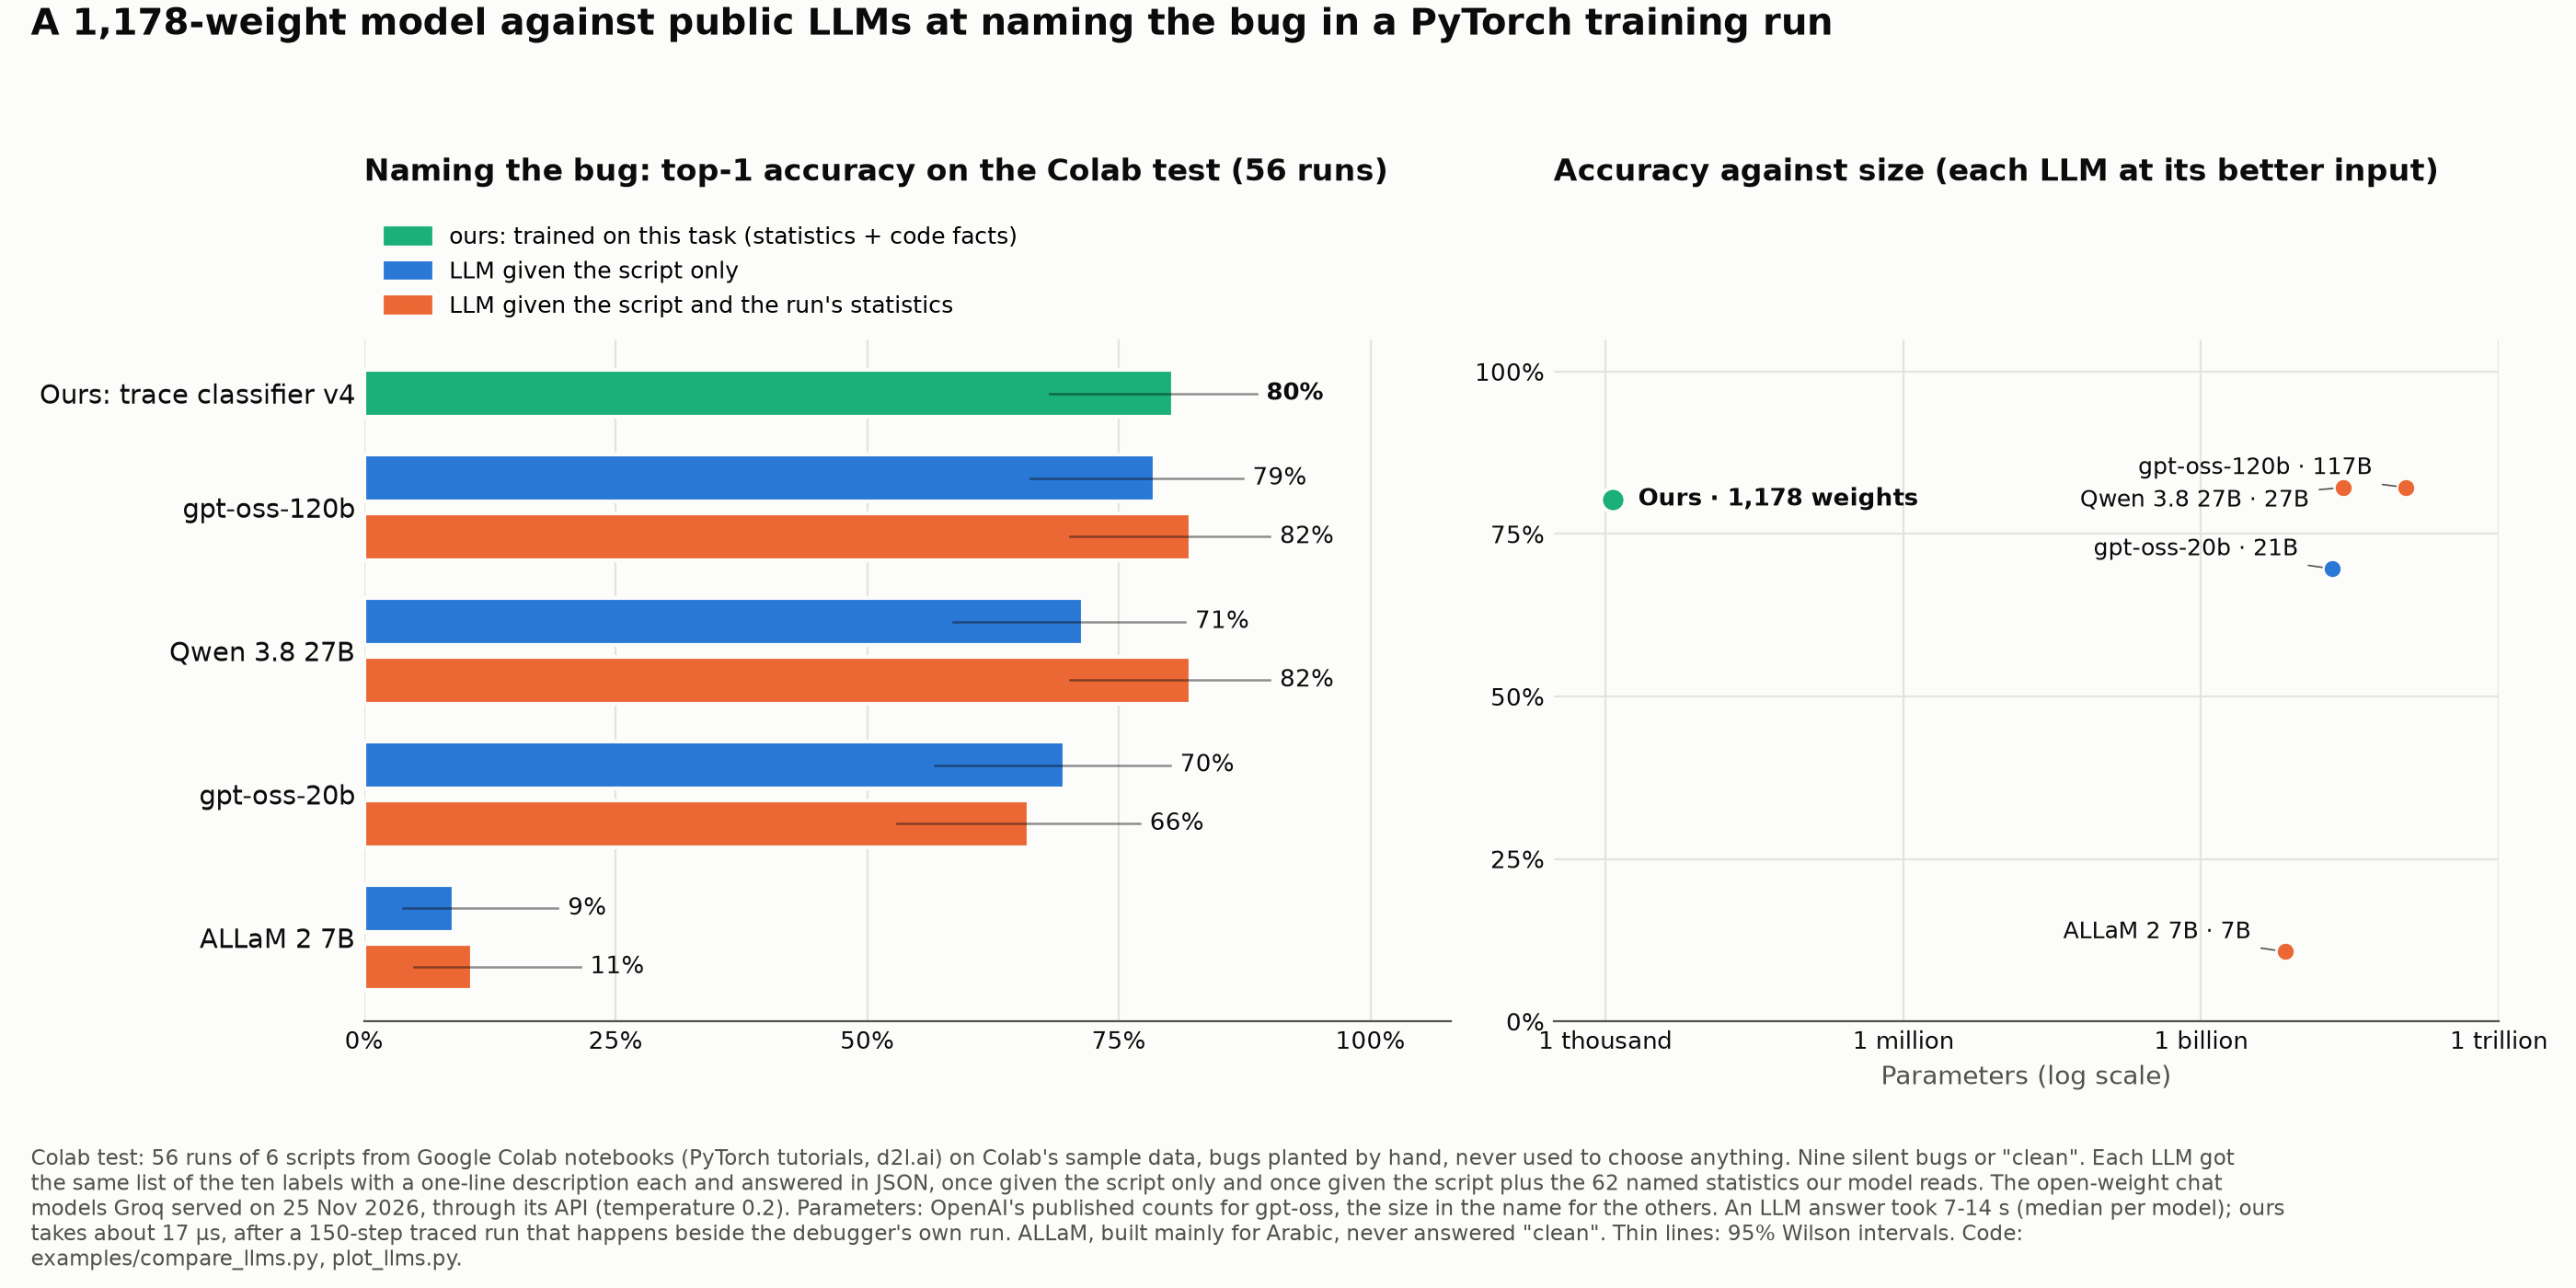 A 1,178-weight model against public LLMs at naming the bug in a PyTorch training run
Naming the bug: top-1 accuracy on the Colab test (56 runs)
ours: trained on this task (statistics + code facts)
LLM given the script only
LLM given the script and the run's statistics
Ours: trace classifier v4
80%
gpt-oss-120b
79%
82%
Qwen 3.8 27B
71%
82%
gpt-oss-20b
70%
66%
ALLaM 2 7B
9%
11%
0%
25%
50%
75%
100%
Accuracy against size (each LLM at its better input)
100%
75%
50%
25%
0%
gpt-oss-120b · 117B
Ours · 1,178 weights
Qwen 3.8 27B · 27B
gpt-oss-20b · 21B
ALLaM 2 7B · 7B
1 thousand
1 million
1 billion
1 trillion
Parameters (log scale)
Colab test: 56 runs of 6 scripts from Google Colab notebooks (PyTorch tutorials, d2l.ai) on Colab's sample data, bugs planted by hand, never used to choose anything. Nine silent bugs or "clean". Each LLM got
the same list of the ten labels with a one-line description each and answered in JSON, once given the script only and once given the script plus the 62 named statistics our model reads. The open-weight chat
models Groq served on 25 Nov 2026, through its API (temperature 0.2). Parameters: OpenAI's published counts for gpt-oss, the size in the name for the others. An LLM answer took 7-14 s (median per model); ours
takes about 17 µs, after a 150-step traced run that happens beside the debugger's own run. ALLaM, built mainly for Arabic, never answered "clean". Thin lines: 95% Wilson intervals. Code:
examples/compare_llms.py, plot_llms.py.